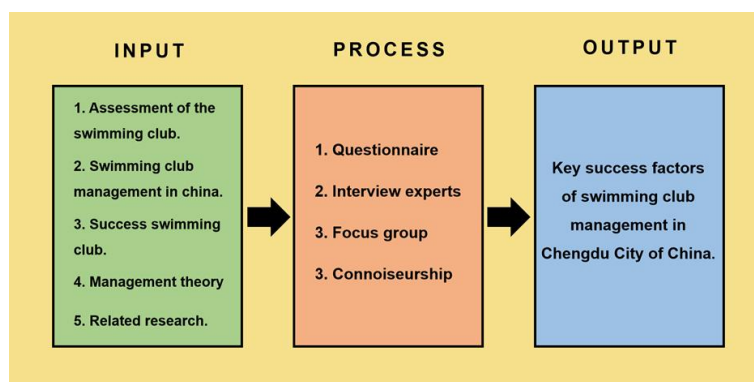 INPUT
1. Assessment of the
swimming club.
2. Swimming club
management in china.
3. Success swimming
club.
4. Management theory
5. Related research.
PROCESS
1. Questionnaire
2. Interview experts
3. Focus group
3. Connoiseurship
OUTPUT
Key success factors
of swimming club
management in
Chengdu City of China.